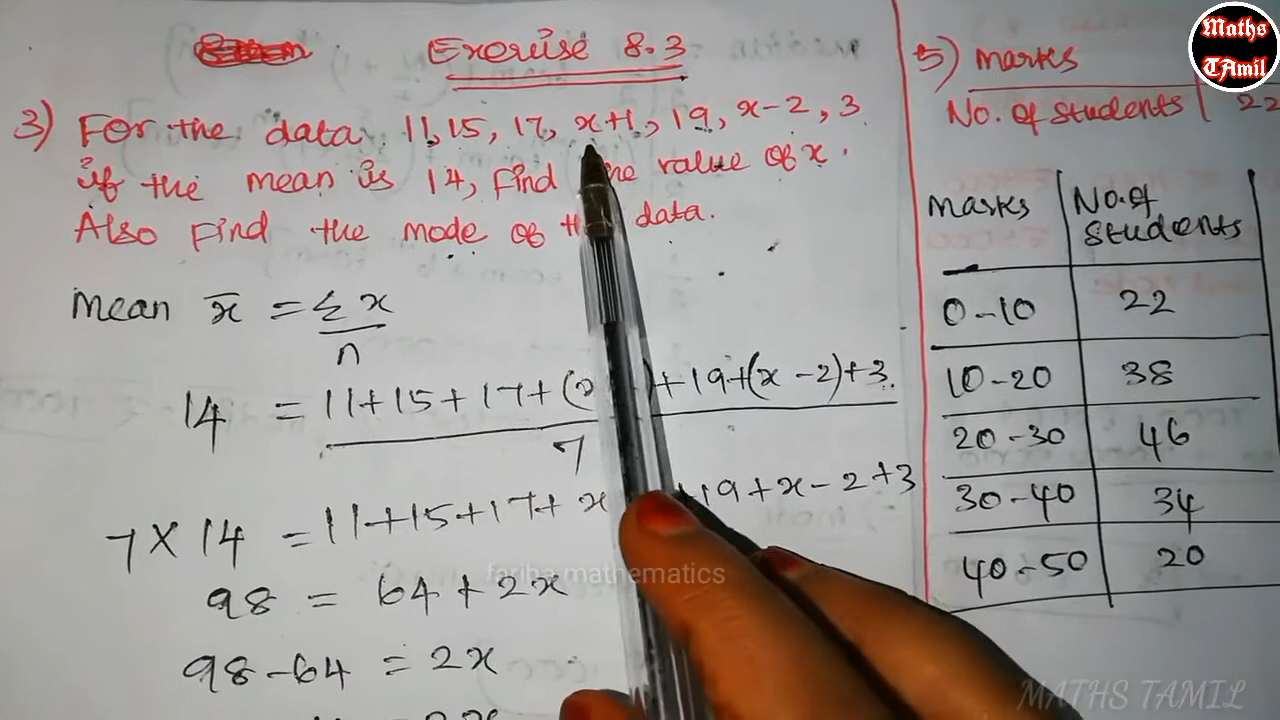 Exercise 8.3
3) For the data 11, 15, 17, x+1, 19, x-2, 3
if the mean is 14, Find the value of x.
Also Find the mode of the data.
Mean x̄ = Σx
n
14 = 11+15+17+( )+19+(x-2)+3.
7
7 × 14 = 11+15+17+ x +19+x-2+3
98 = 64+2x
98-64 = 2x
5) marks
No. of students | 22
marks No. of students
0-10 22
10-20 38
20-30 46
30-40 34
40-50 20
Maths
TAmil
fariha mathematics
MATHS TAMIL